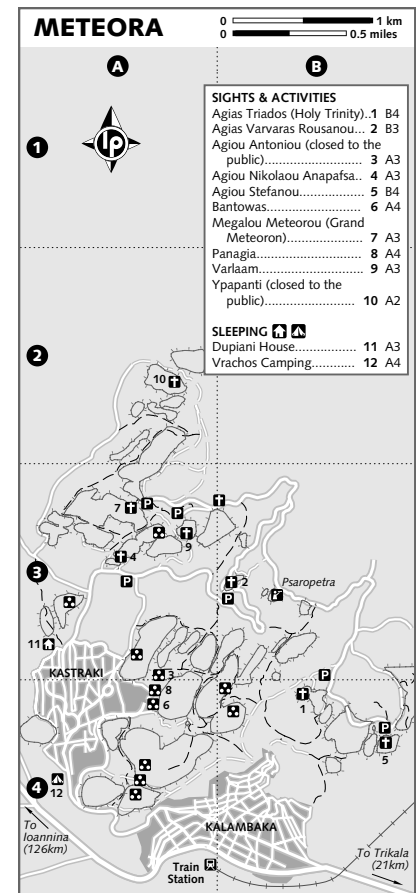 METEORA
0 1 km
0 0.5 miles
A B
1
lp
SIGHTS & ACTIVITIES
Agias Triados (Holy Trinity)..1 B4
Agias Varvaras Rousanou... 2 B3
Agiou Antoniou (closed to the
public)............................ 3 A3
Agiou Nikolaou Anapafsa.. 4 A3
Agiou Stefanou.................. 5 B4
Bantowas.......................... 6 A4
Megalou Meteorou (Grand
Meteoron)....................... 7 A3
Panagia............................. 8 A4
Varlaam............................. 9 A3
Ypapanti (closed to the
public)......................... 10 A2
SLEEPING
Dupiani House................. 11 A3
Vrachos Camping............ 12 A4
2
10
7 P
P
9
4
3
P
2
P
Psaropetra
11
KASTRAKI
3
8
6
P
1
P
5
4
12
To
Ioannina
(126km)
KALAMBAKA
Train
Station
To Trikala
(21km)